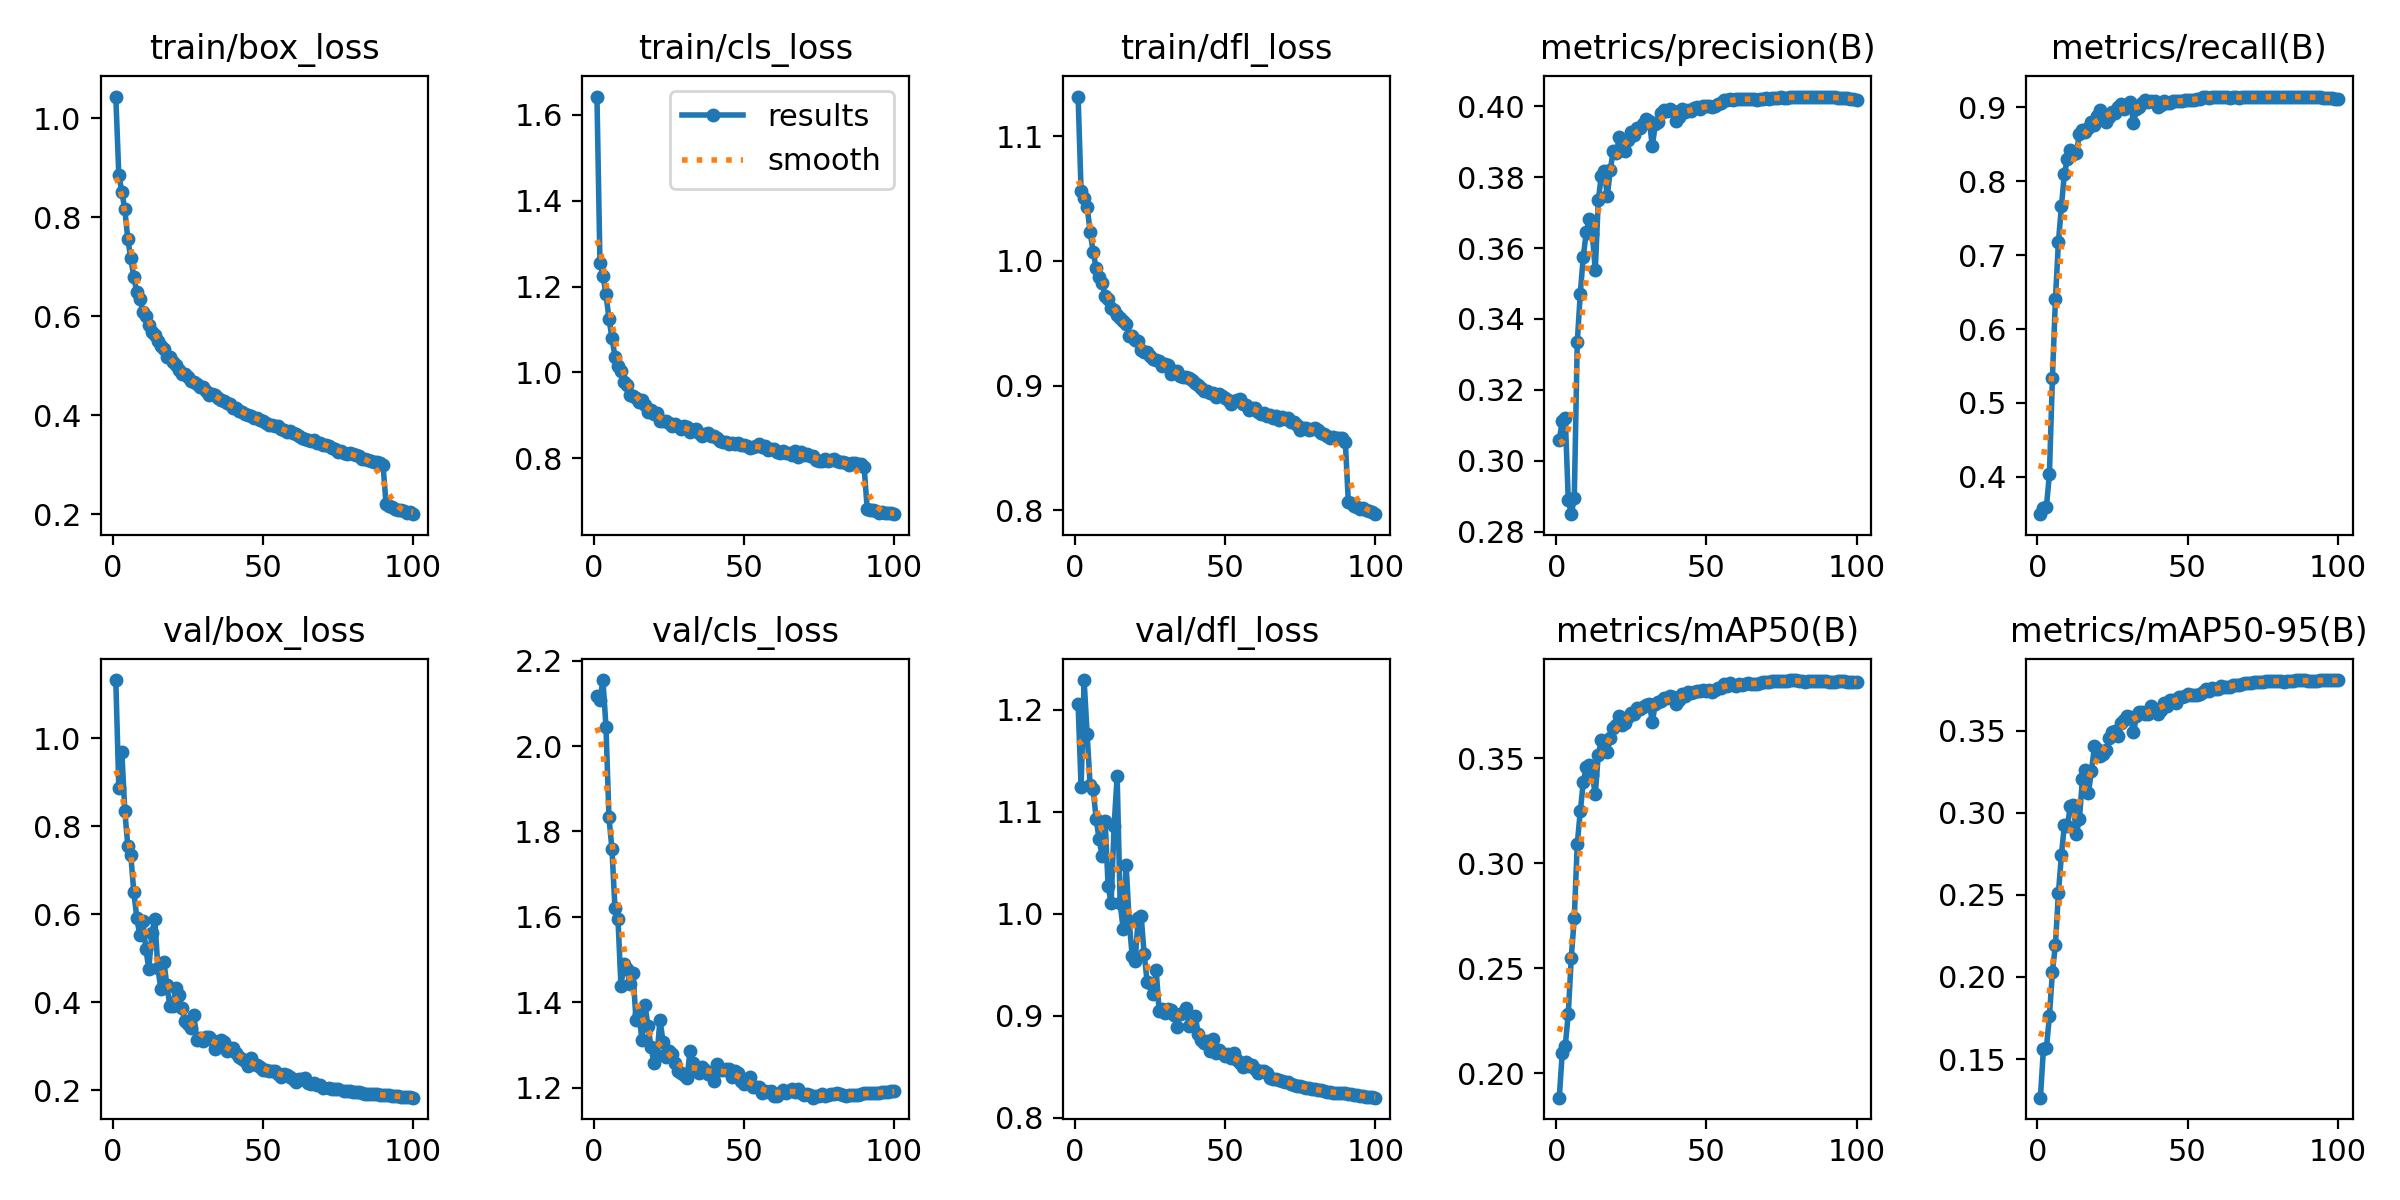 train/box_loss
1.0
0.8
0.6
0.4
0.2
0 50 100
train/cls_loss
results
smooth
1.6
1.4
1.2
1.0
0.8
0 50 100
train/dfl_loss
1.1
1.0
0.9
0.8
0 50 100
metrics/precision(B)
0.40
0.38
0.36
0.34
0.32
0.30
0.28
0 50 100
metrics/recall(B)
0.9
0.8
0.7
0.6
0.5
0.4
0 50 100
val/box_loss
1.0
0.8
0.6
0.4
0.2
0 50 100
val/cls_loss
2.2
2.0
1.8
1.6
1.4
1.2
0 50 100
val/dfl_loss
1.2
1.1
1.0
0.9
0.8
0 50 100
metrics/mAP50(B)
0.35
0.30
0.25
0.20
0 50 100
metrics/mAP50-95(B)
0.35
0.30
0.25
0.20
0.15
0 50 100